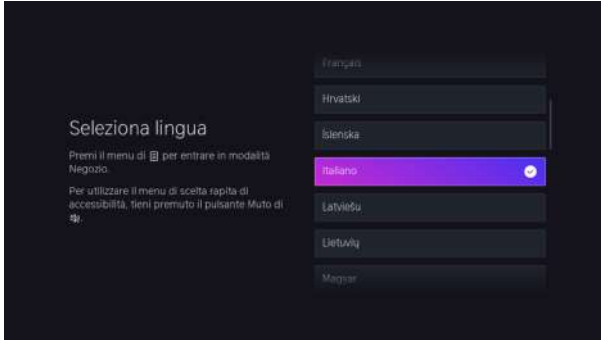 Seleziona lingua
Premi il menu di per entrare in modalità
Negozio.
Per utilizzare il menu di scelta rapita di
accessibilità, tieni premuto il pulsante Muto di
.
Français
Hrvatski
Íslenska
Italiano
Latviešu
Lietuvių
Magyar